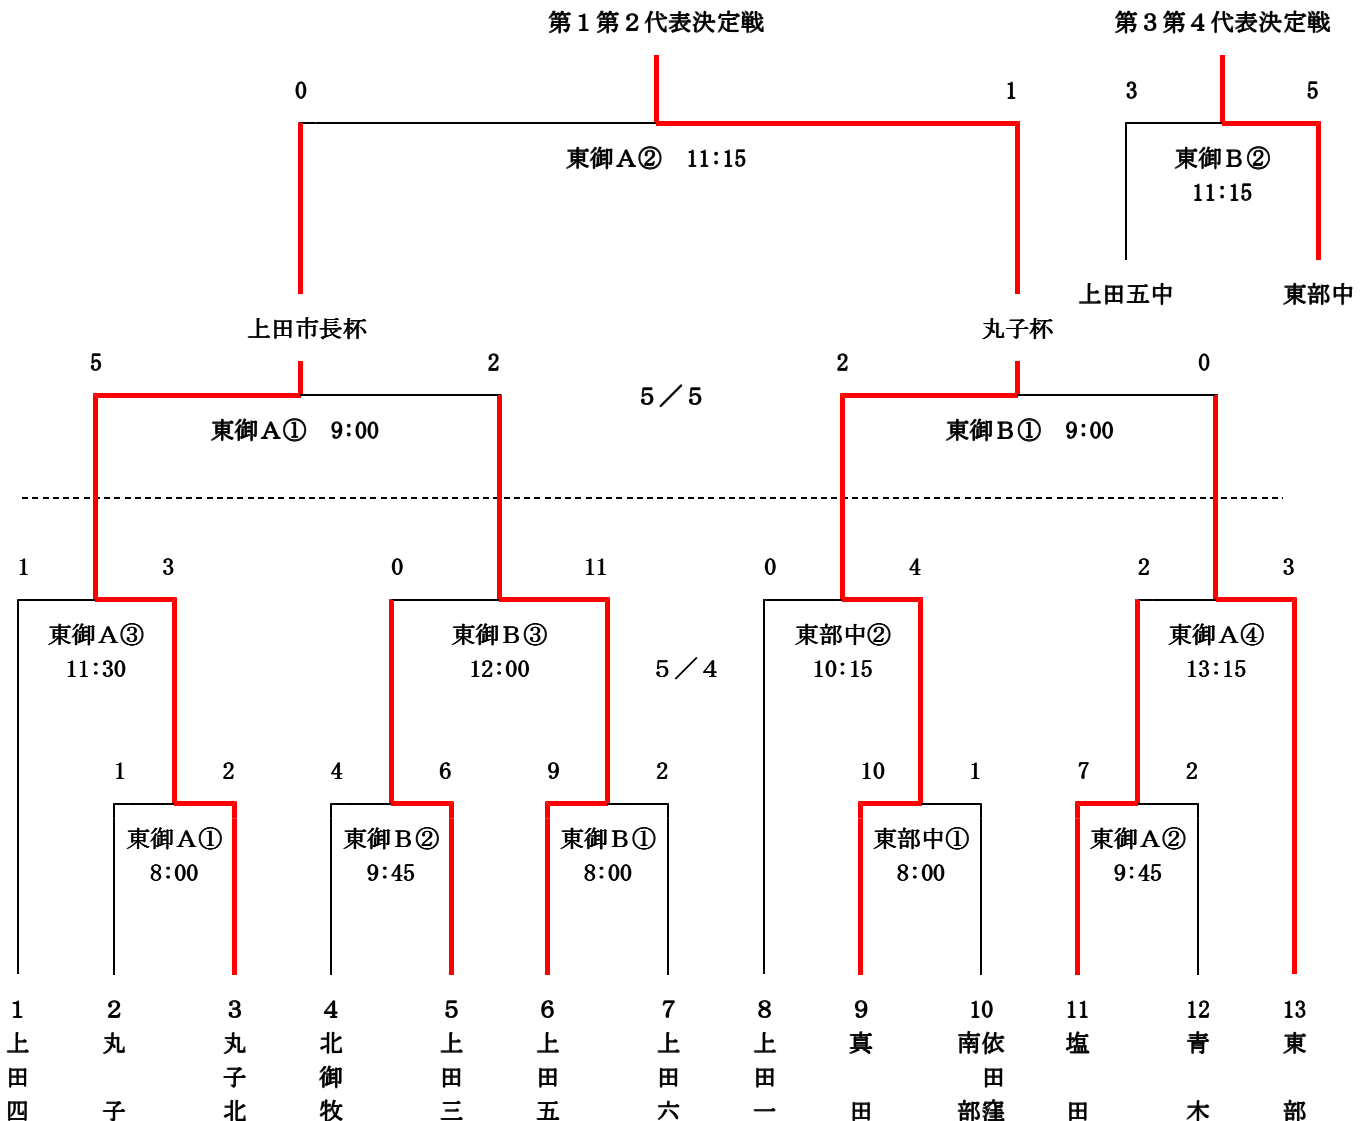 第１第２代表決定戦
第３第４代表決定戦
0
1
3
5
東御Ａ② 11:15
東御Ｂ②
11:15
上田五中
東部中
上田市長杯
丸子杯
5
2
2
0
５／５
東御Ａ① 9:00
東御Ｂ① 9:00
1
3
0
11
0
4
2
3
東御Ａ③
11:30
東御Ｂ③
12:00
東部中②
10:15
東御Ａ④
13:15
５／４
1
2
4
6
9
2
10
1
7
2
東御Ａ①
8:00
東御Ｂ②
9:45
東御Ｂ①
8:00
東部中①
8:00
東御Ａ②
9:45
1
上田四
2
丸子
3
丸子北
4
北御牧
5
上田三
6
上田五
7
上田六
8
上田一
9
真田
10
依田窪
南部
11
塩田
12
青木
13
東部